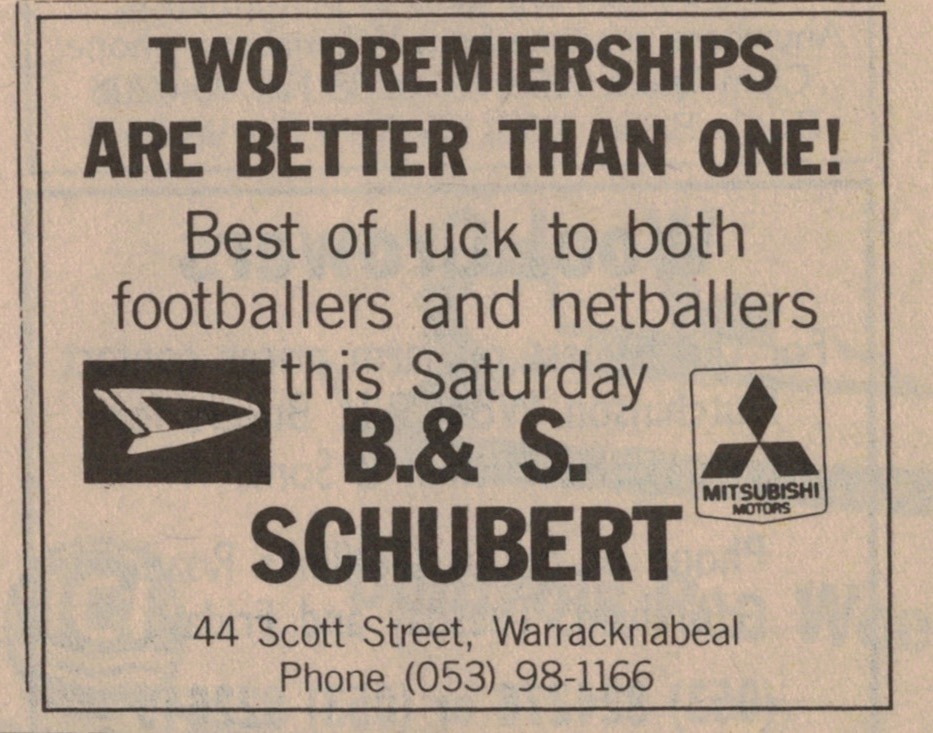 TWO PREMIERSHIPS
ARE BETTER THAN ONE!
Best of luck to both
footballers and netballers
this Saturday
B.& S.
SCHUBERT
MITSUBISHI
MOTORS
44 Scott Street, Warracknabeal
Phone (053) 98-1166